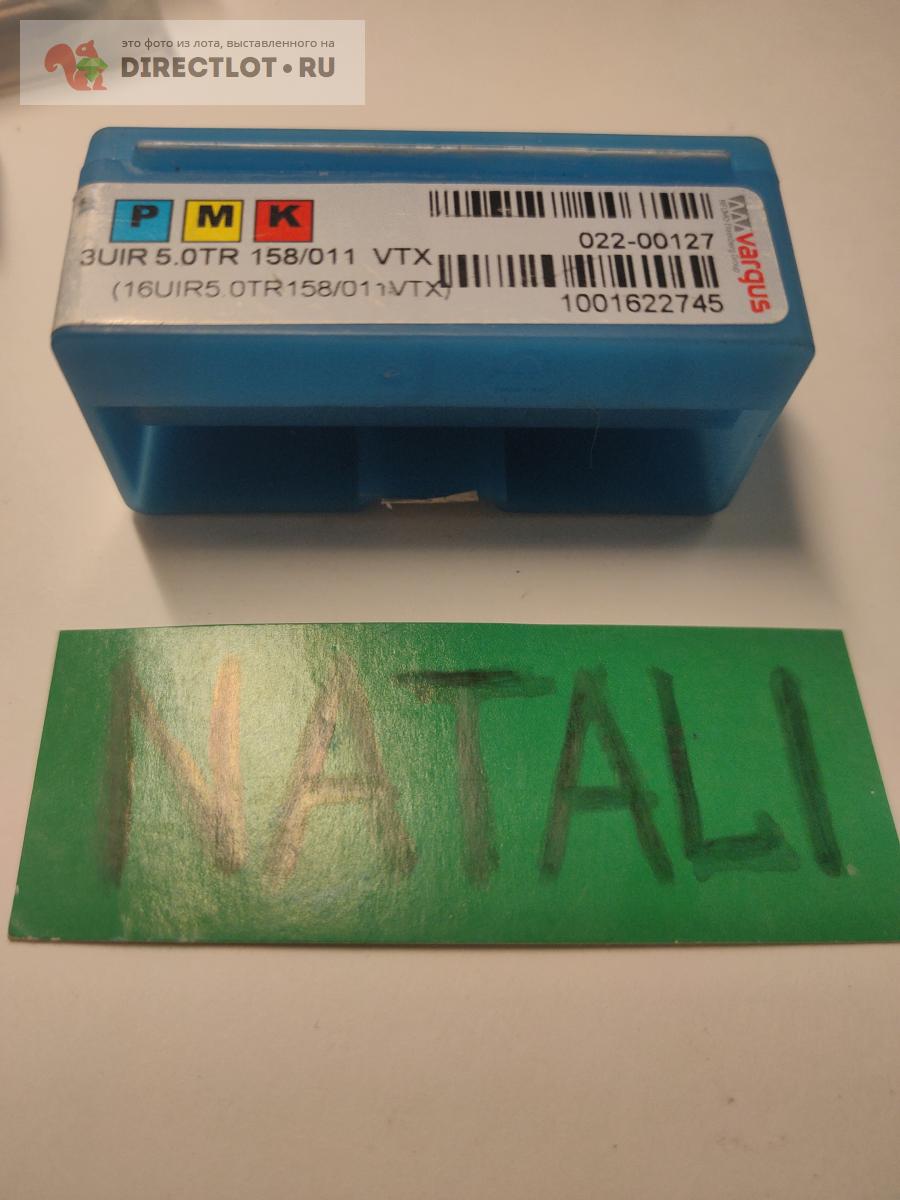 это фото из лота, выставленного на
DIRECTLOT.RU
P M K
3UIR 5.0TR 158/011 VTX
(16UIR5.0TR158/011VTX)
022-00127
1001622745
vargus
NATALI